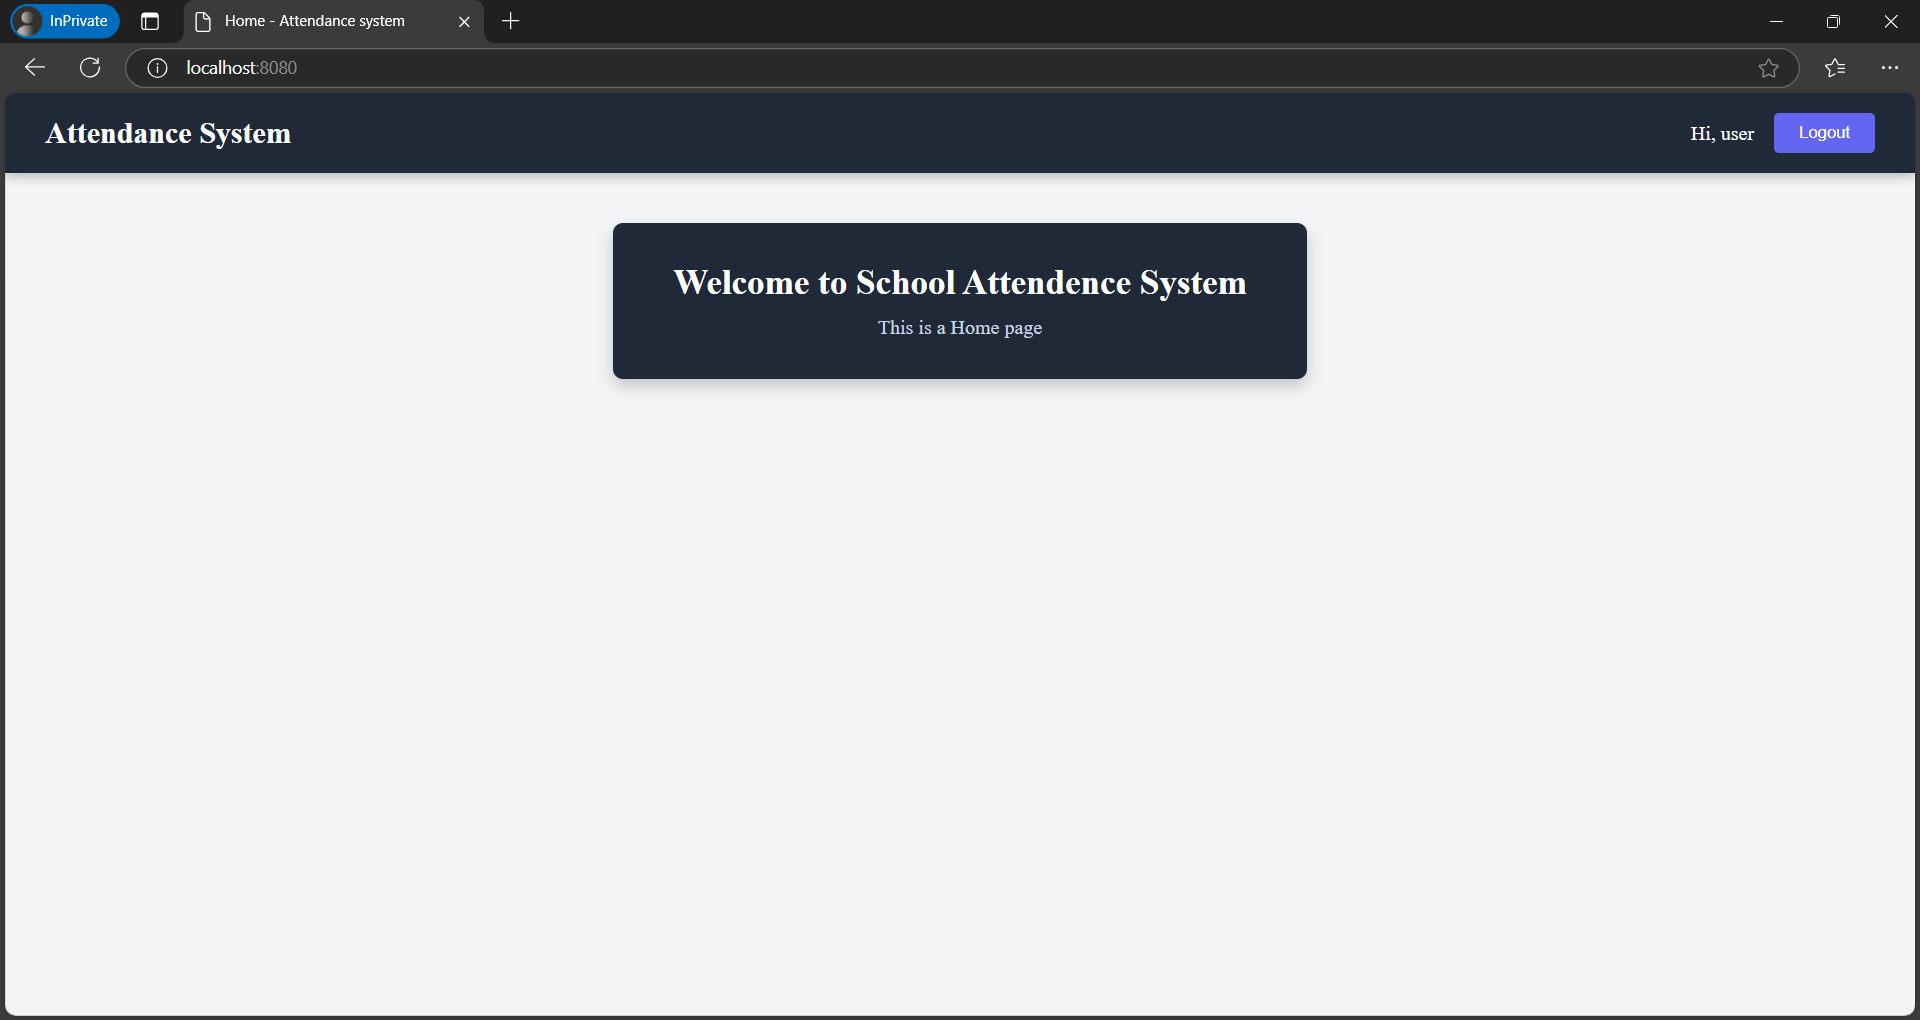 InPrivate
Home - Attendance system
localhost:8080
Attendance System
Hi, user
Logout
Welcome to School Attendence System
This is a Home page